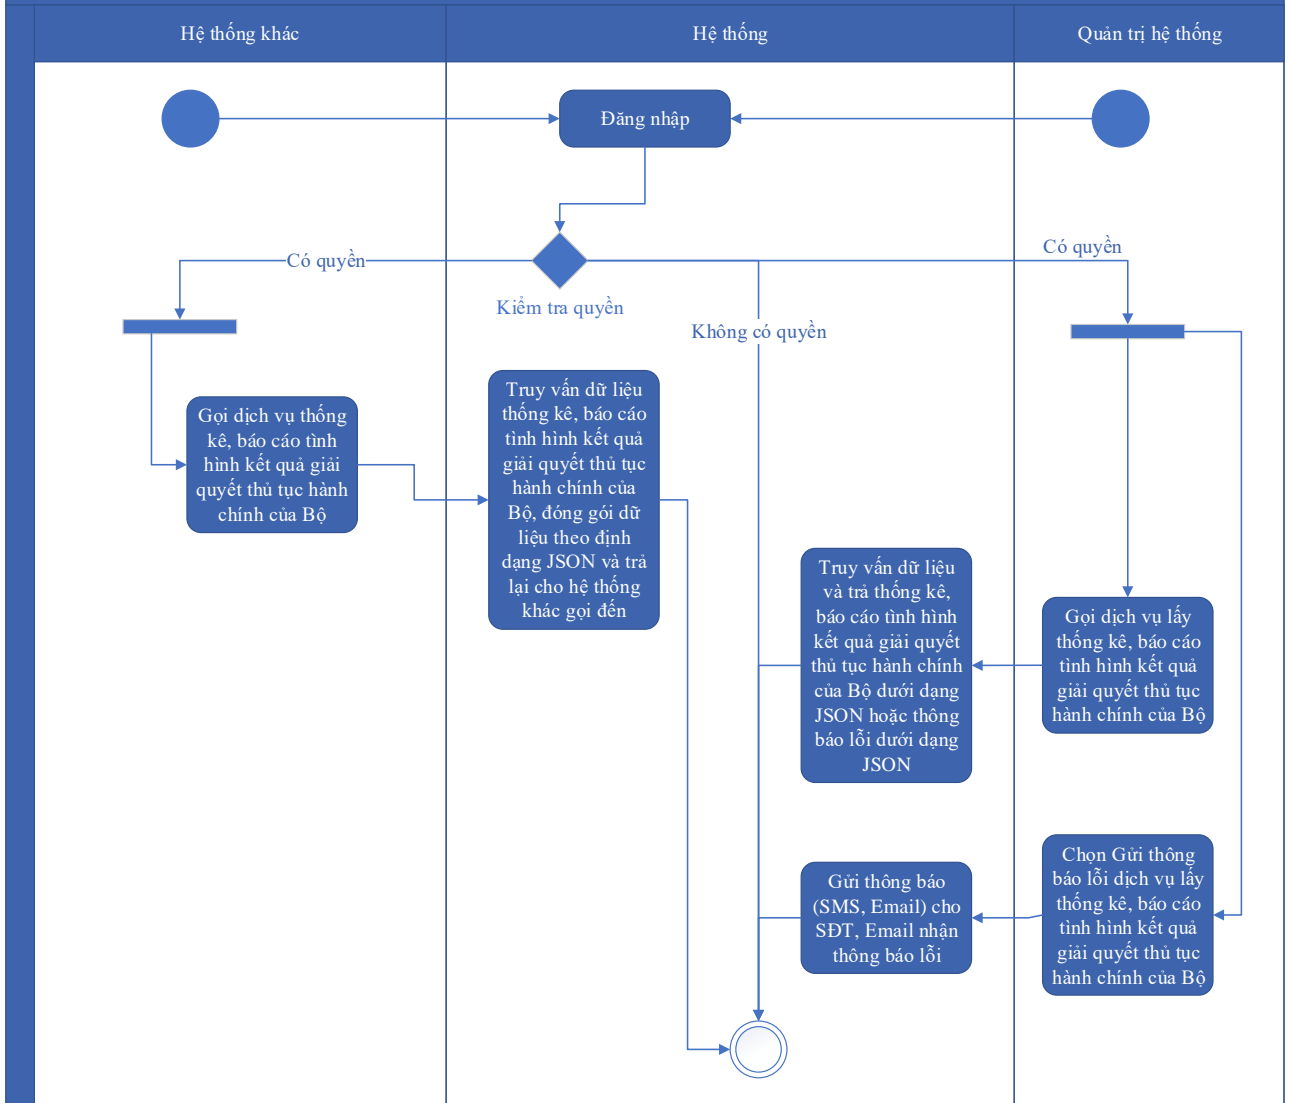 Hệ thống khác
Hệ thống
Quản trị hệ thống
Đăng nhập
Có quyền
Có quyền
Kiểm tra quyền
Không có quyền
Gọi dịch vụ thống
kê, báo cáo tình
hình kết quả giải
quyết thủ tục hành
chính của Bộ
Truy vấn dữ liệu
thống kê, báo cáo
tình hình kết quả
giải quyết thủ tục
hành chính của
Bộ, đóng gói dữ
liệu theo định
dạng JSON và trả
lại cho hệ thống
khác gọi đến
Truy vấn dữ liệu
và trả thống kê,
báo cáo tình hình
kết quả giải quyết
thủ tục hành chính
của Bộ dưới dạng
JSON hoặc thông
báo lỗi dưới dạng
JSON
Gọi dịch vụ lấy
thống kê, báo cáo
tình hình kết quả
giải quyết thủ tục
hành chính của Bộ
Gửi thông báo
(SMS, Email) cho
SĐT, Email nhận
thông báo lỗi
Chọn Gửi thông
báo lỗi dịch vụ lấy
thống kê, báo cáo
tình hình kết quả
giải quyết thủ tục
hành chính của Bộ